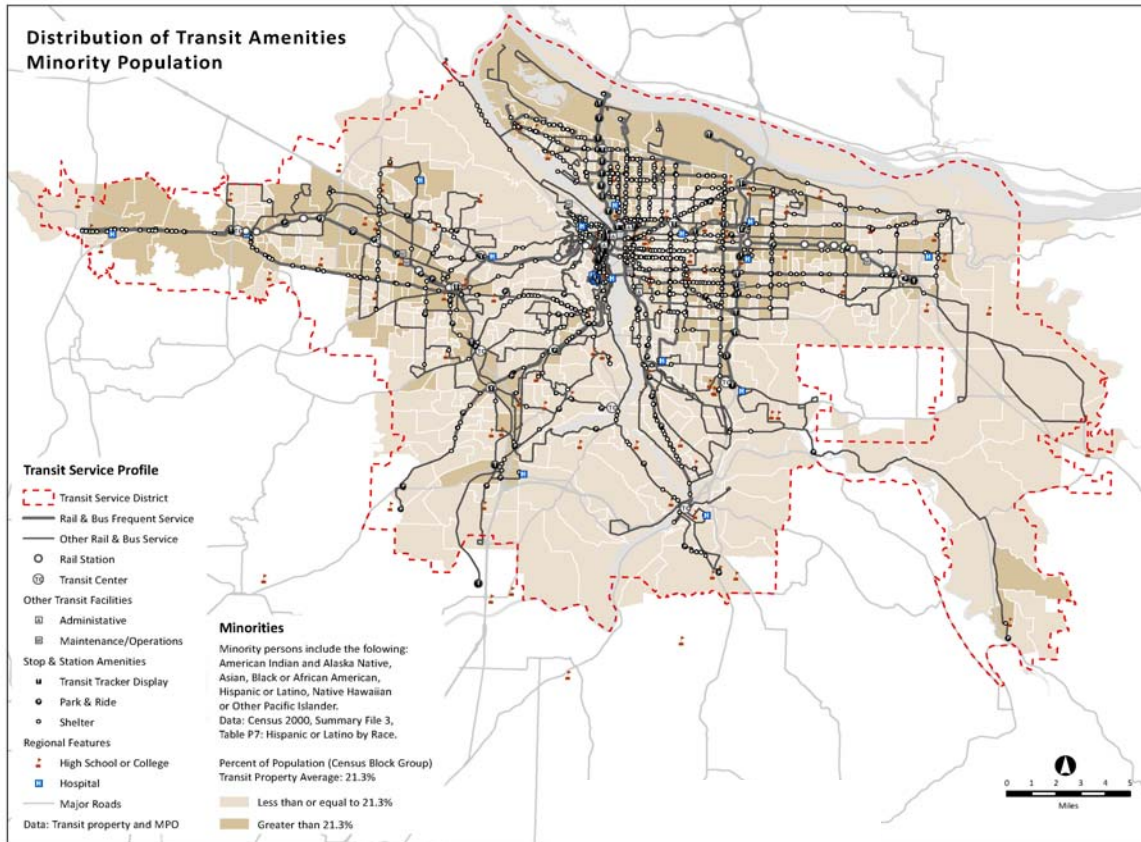 Distribution of Transit Amenities
Minority Population
Transit Service Profile
Transit Service District
Rail & Bus Frequent Service
Other Rail & Bus Service
Rail Station
TC
Transit Center
Other Transit Facilities
Administative
Maintenance/Operations
Stop & Station Amenities
Transit Tracker Display
Park & Ride
Shelter
Regional Features
High School or College
H
Hospital
Major Roads
Data: Transit property and MPO
Minorities
Minority persons include the folowing:
American Indian and Alaska Native,
Asian, Black or African American,
Hispanic or Latino, Native Hawaiian
or Other Pacific Islander.
Data: Census 2000, Summary File 3,
Table P7: Hispanic or Latino by Race.
Percent of Population (Census Block Group)
Transit Property Average: 21.3%
Less than or equal to 21.3%
Greater than 21.3%
0 1 2 3 4 5
Miles